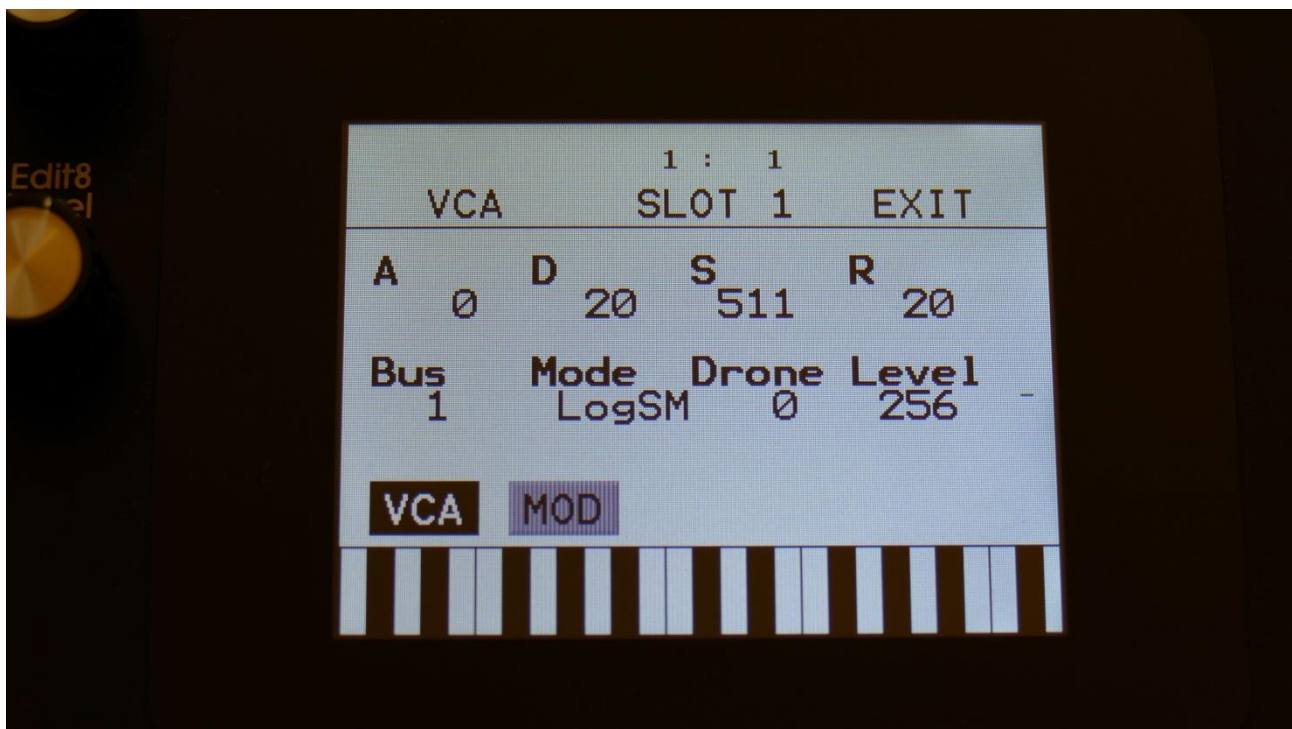 Edit8
1 : 1
VCA SLOT 1 EXIT
A D S R
0 20 511 20
Bus Mode Drone Level
1 LogSM 0 256
VCA MOD